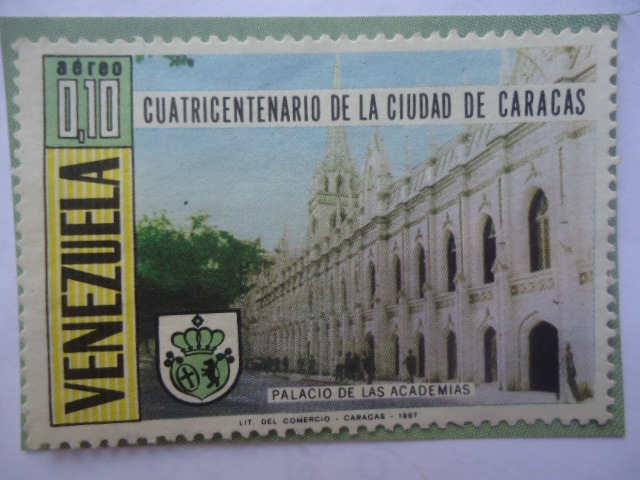 aéreo
0,10
VENEZUELA
CUATRICENTENARIO DE LA CIUDAD DE CARACAS
PALACIO DE LAS ACADEMIAS
LIT. DEL COMERCIO - CARACAS - 1967